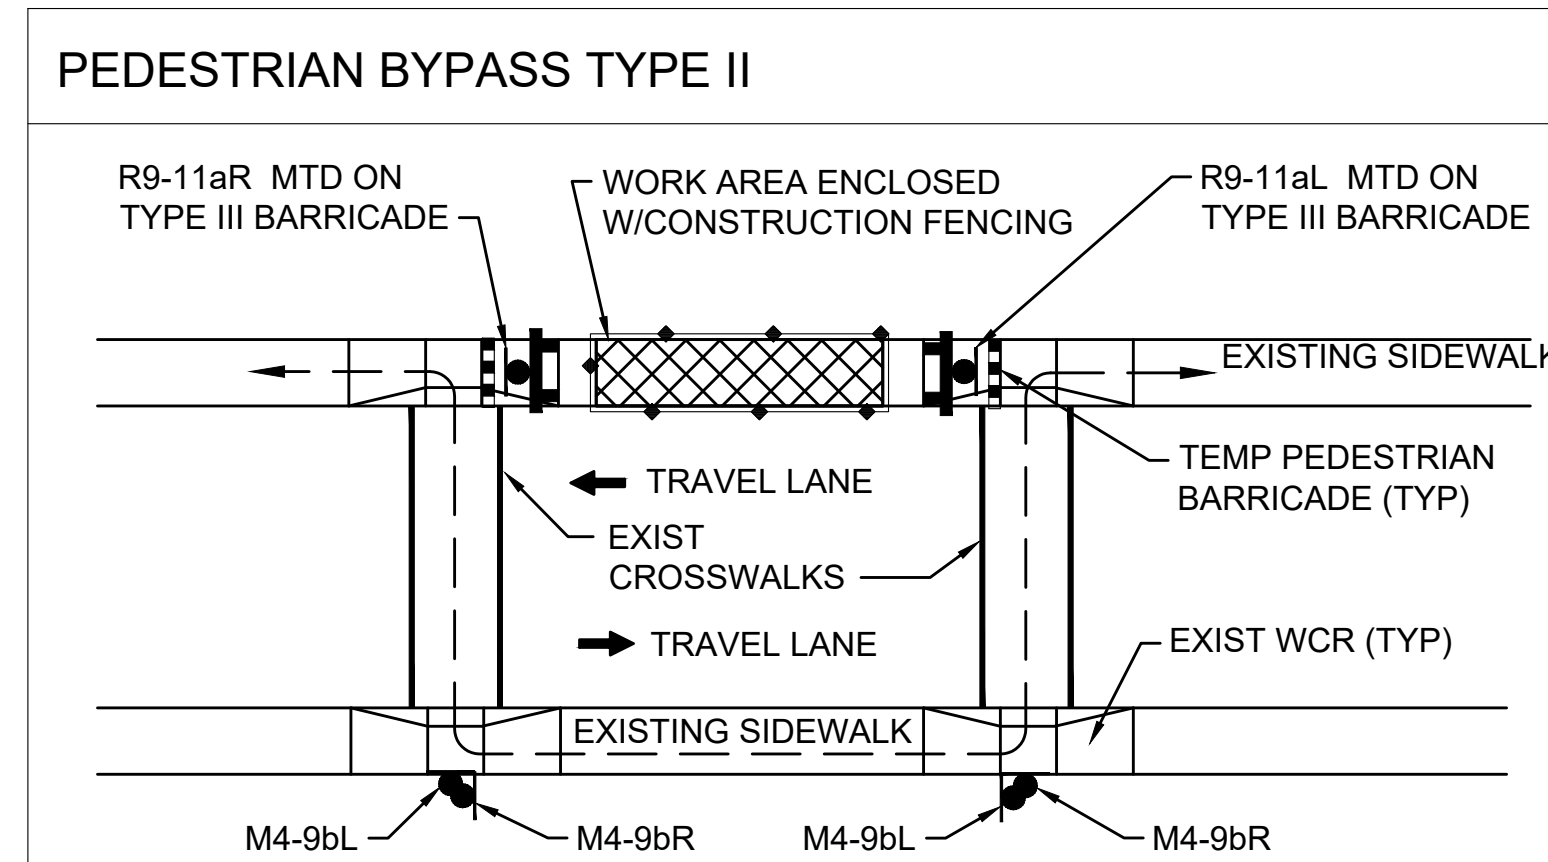 PEDESTRIAN BYPASS TYPE II
R9-11aR MTD ON
TYPE III BARRICADE
WORK AREA ENCLOSED
W/CONSTRUCTION FENCING
R9-11aL MTD ON
TYPE III BARRICADE
EXISTING SIDEWALK
TEMP PEDESTRIAN
BARRICADE (TYP)
TRAVEL LANE
EXIST
CROSSWALKS
TRAVEL LANE
EXIST WCR (TYP)
EXISTING SIDEWALK
M4-9bL
M4-9bR
M4-9bL
M4-9bR